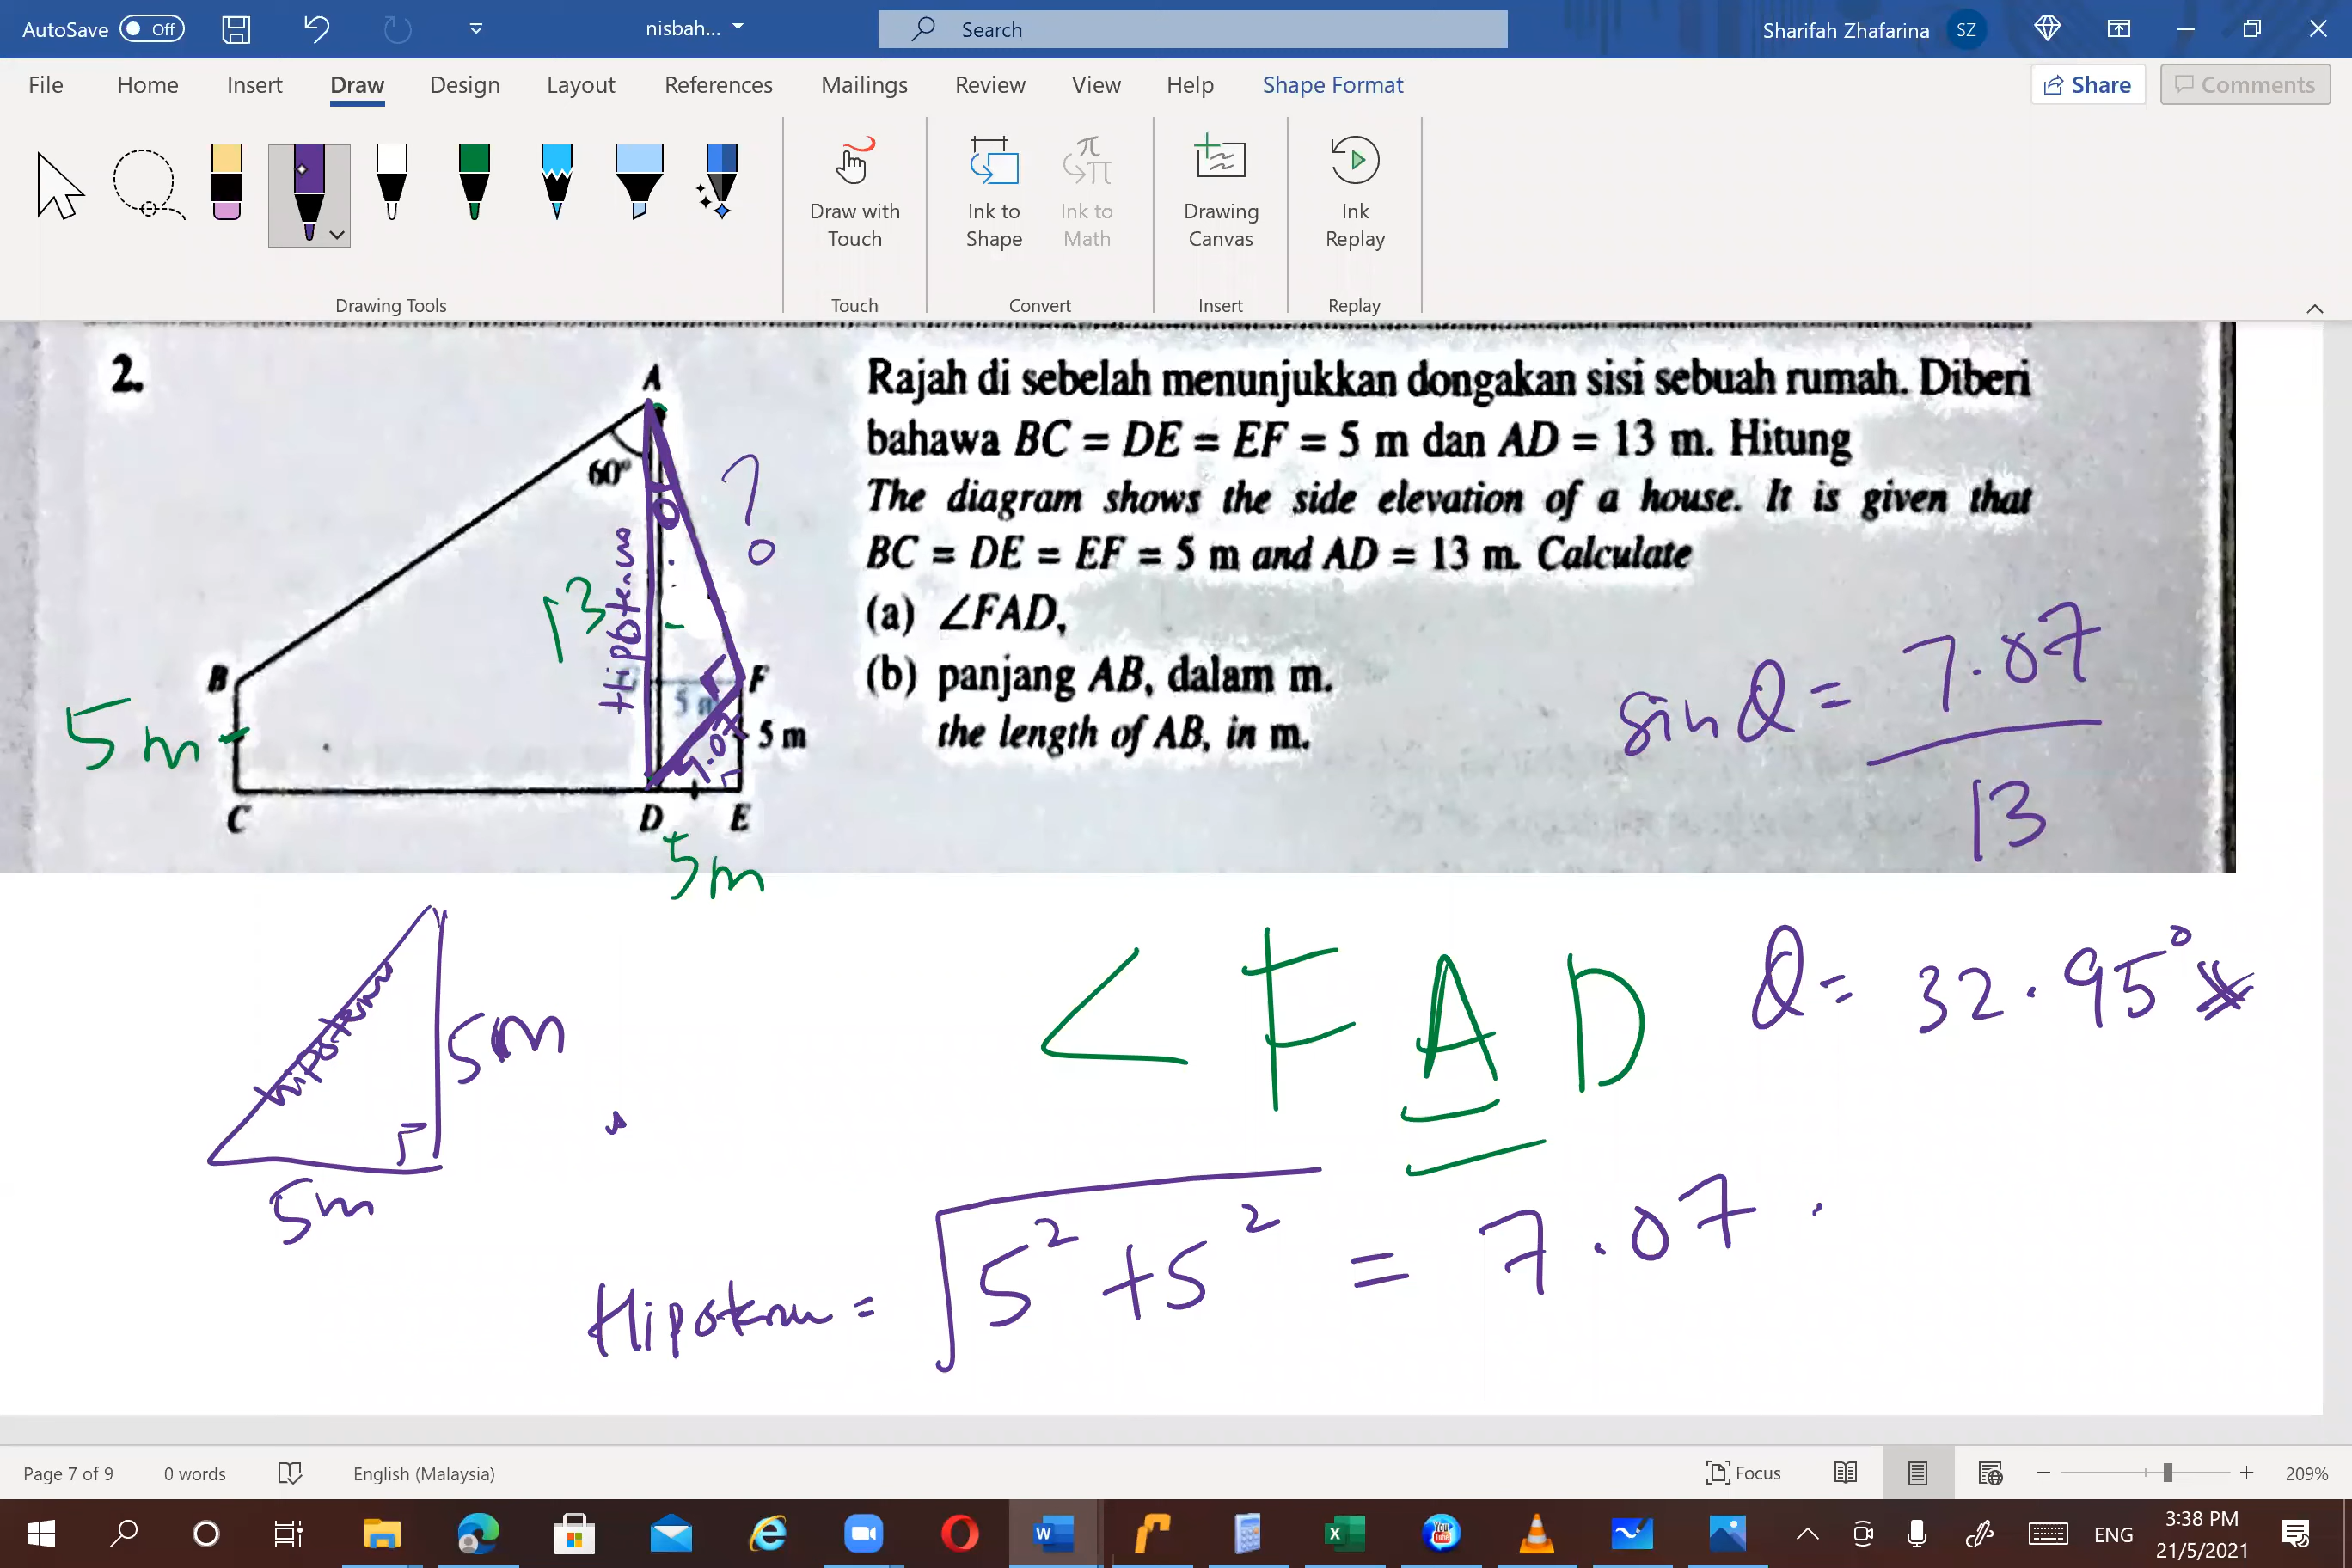 AutoSave Off nisbah... Search Sharifah Zhafarina SZ
File Home Insert Draw Design Layout References Mailings Review View Help Shape Format Share Comments
Draw with Touch
Ink to Shape
Ink to Math
Drawing Canvas
Ink Replay
Drawing Tools Touch Convert Insert Replay
2.
A
60°
?
Hipotenus
13
B
F
5 m
5 m
7.07
5 m
C
D
E
5m
Rajah di sebelah menunjukkan dongakan sisi sebuah rumah. Diberi
bahawa BC = DE = EF = 5 m dan AD = 13 m. Hitung
The diagram shows the side elevation of a house. It is given that
BC = DE = EF = 5 m and AD = 13 m. Calculate
(a) ∠FAD,
(b) panjang AB, dalam m.
the length of AB, in m.
sin θ = 7.07
13
hipotenus
5m
5m
< FAD
θ = 32.95°
Hipotenus = √5² + 5² = 7.07
Page 7 of 9 0 words English (Malaysia) Focus 209%
ENG 3:38 PM
21/5/2021